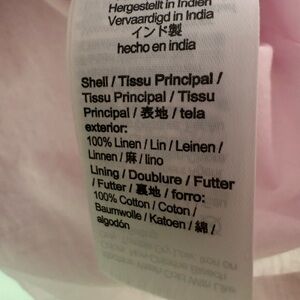 Hergestellt in Indien
Vervaardigd in India
インド製
hecho en india
Shell / Tissu Principal /
Tissu Principal / Tissu
Principal / 表地 / tela
exterior:
100% Linen / Lin / Leinen /
Linnen / 麻 / lino
Lining / Doublure / Futter
/ Futter / 裏地 / forro:
100% Cotton / Coton /
Baumwolle / Katoen / 綿 /
algodón